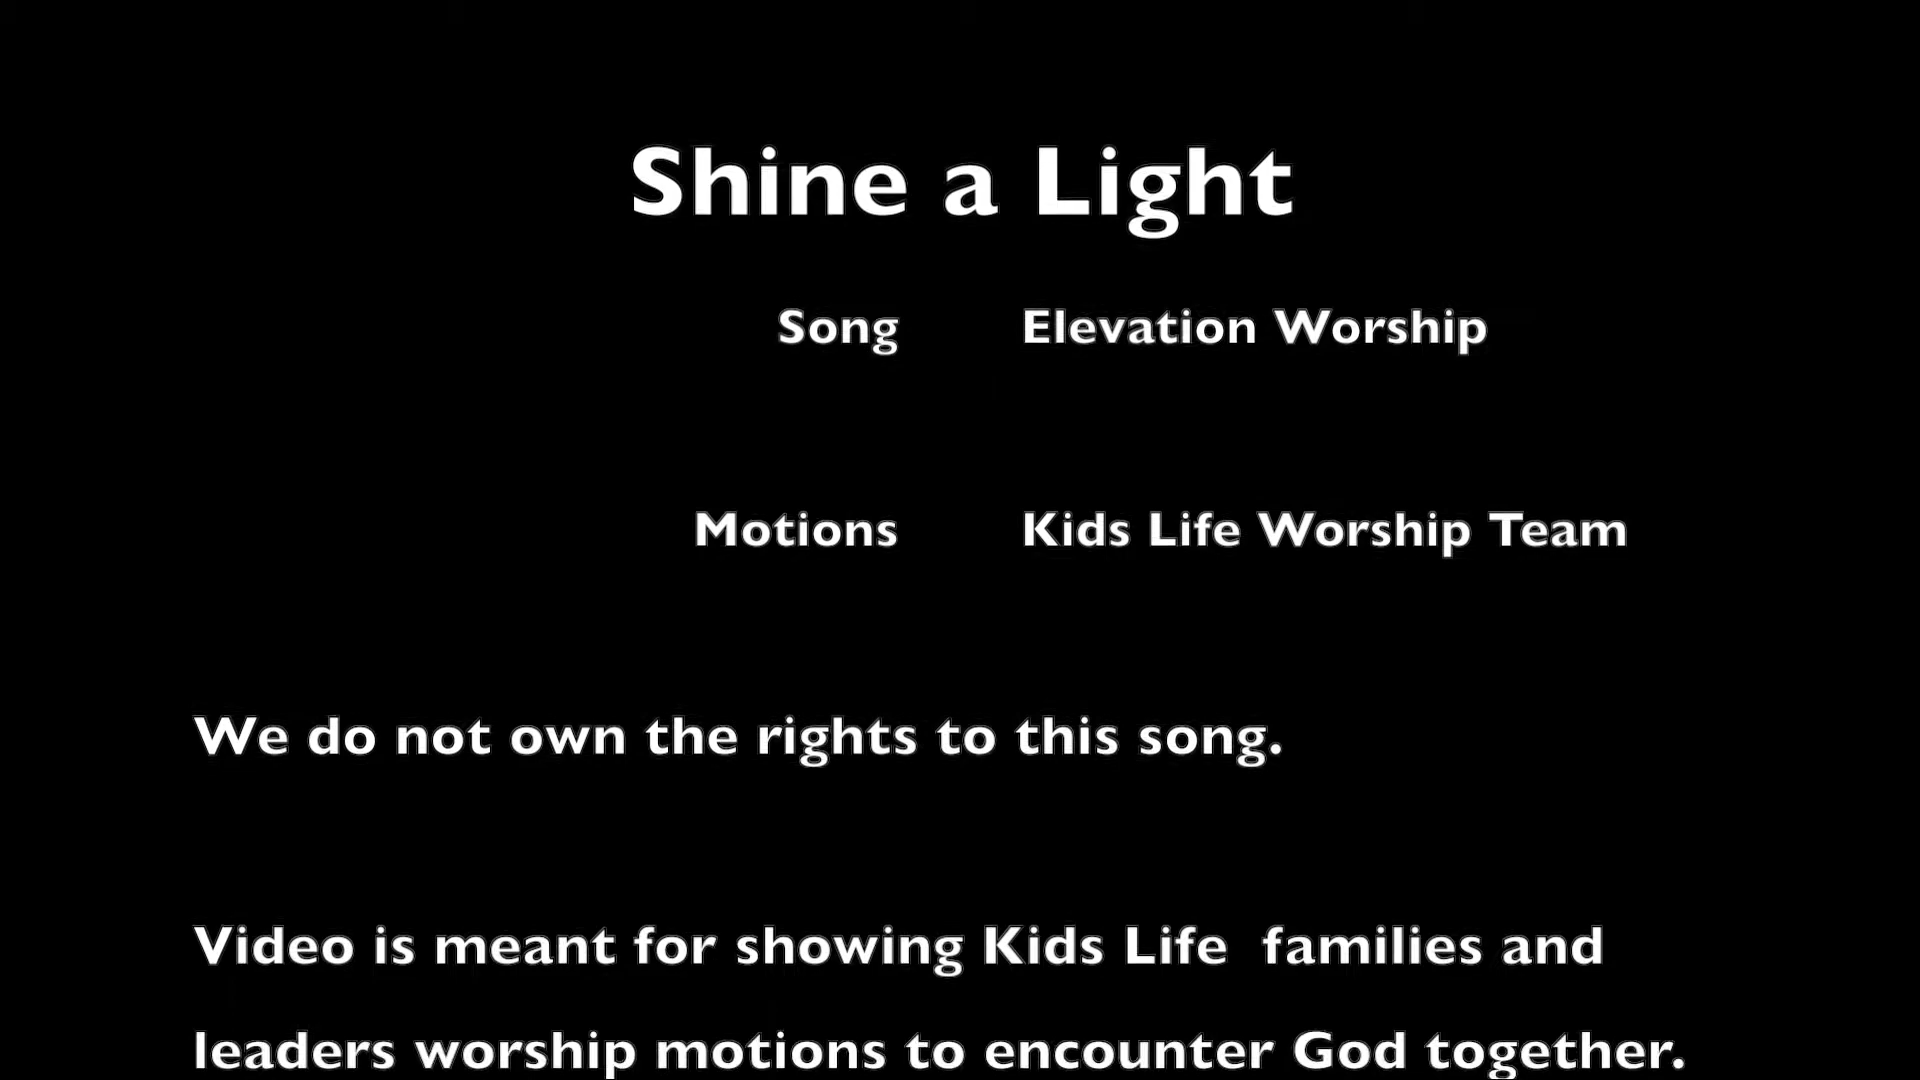 Shine a Light
Song Elevation Worship
Motions Kids Life Worship Team
We do not own the rights to this song.
Video is meant for showing Kids Life families and
leaders worship motions to encounter God together.